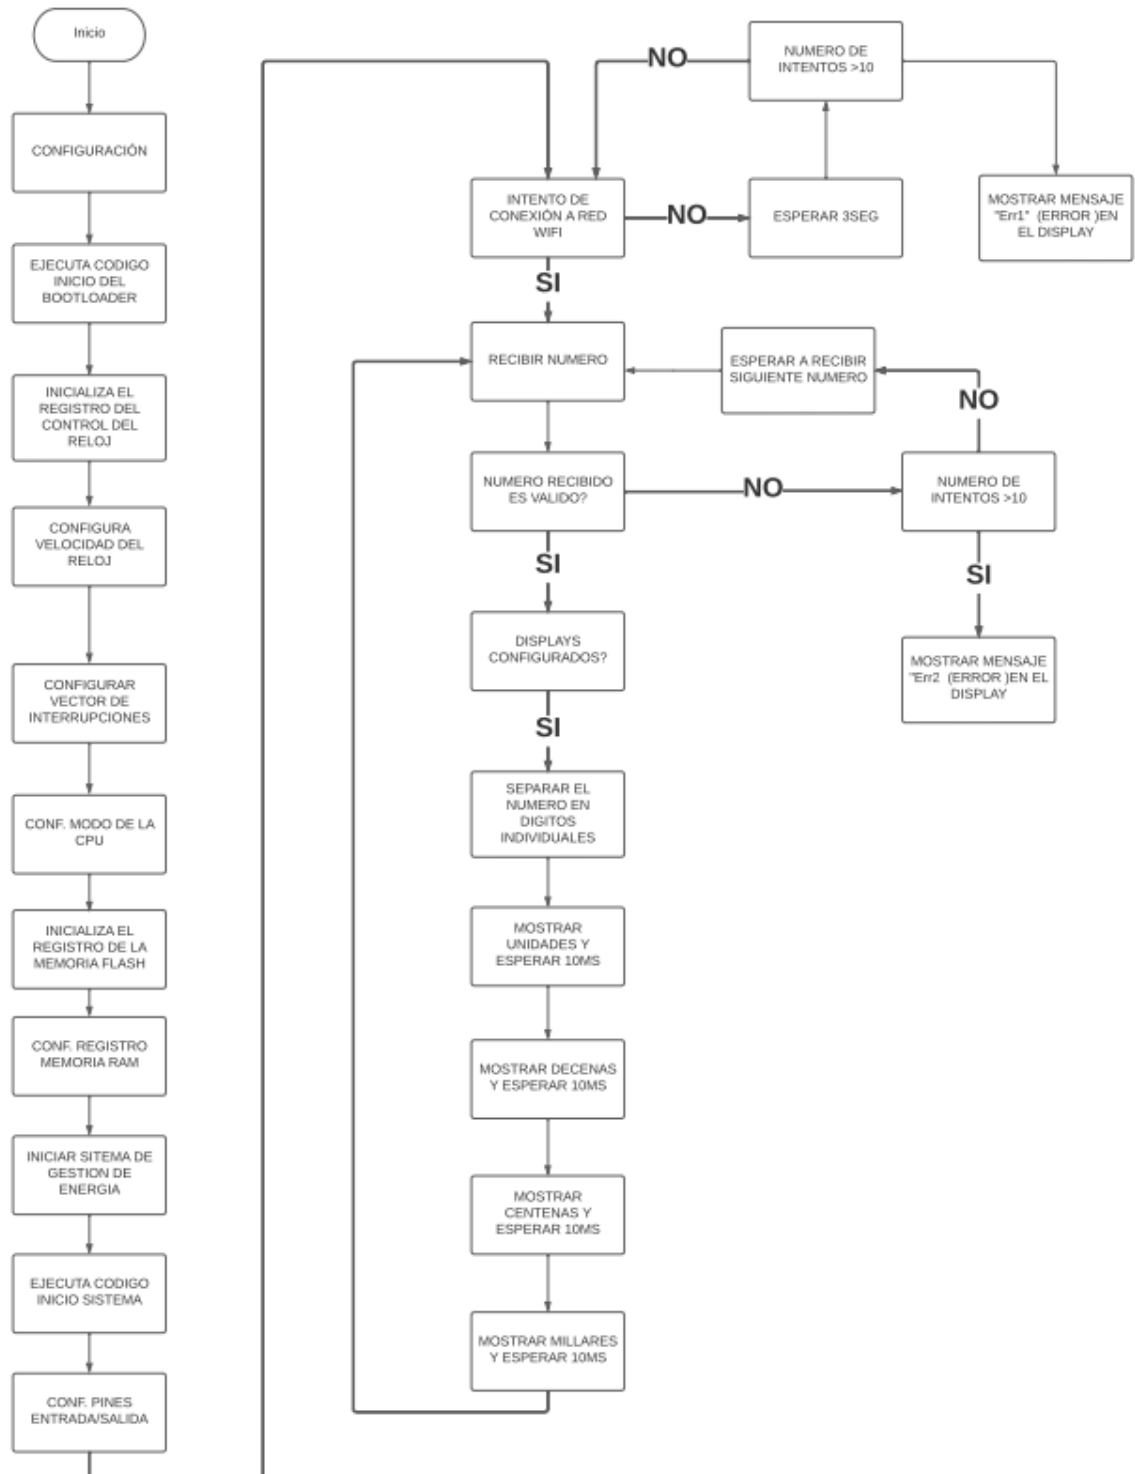 Inicio
CONFIGURACIÓN
EJECUTA CODIGO
INICIO DEL
BOOTLOADER
INICIALIZA EL
REGISTRO DEL
CONTROL DEL
RELOJ
CONFIGURA
VELOCIDAD DEL
RELOJ
CONFIGURAR
VECTOR DE
INTERRUPCIONES
CONF. MODO DE LA
CPU
INICIALIZA EL
REGISTRO DE LA
MEMORIA FLASH
CONF. REGISTRO
MEMORIA RAM
INICIAR SITEMA DE
GESTION DE
ENERGIA
EJECUTA CODIGO
INICIO SISTEMA
CONF. PINES
ENTRADA/SALIDA
INTENTO DE
CONEXIÓN A RED
WIFI
NO
ESPERAR 3SEG
NUMERO DE
INTENTOS >10
NO
MOSTRAR MENSAJE
"Err1" (ERROR )EN
EL DISPLAY
SI
RECIBIR NUMERO
ESPERAR A RECIBIR
SIGUIENTE NUMERO
NO
NUMERO RECIBIDO
ES VALIDO?
NO
NUMERO DE
INTENTOS >10
SI
MOSTRAR MENSAJE
"Err2 (ERROR )EN EL
DISPLAY
SI
DISPLAYS
CONFIGURADOS?
SI
SEPARAR EL
NUMERO EN
DIGITOS
INDIVIDUALES
MOSTRAR
UNIDADES Y
ESPERAR 10MS
MOSTRAR DECENAS
Y ESPERAR 10MS
MOSTRAR
CENTENAS Y
ESPERAR 10MS
MOSTRAR MILLARES
Y ESPERAR 10MS